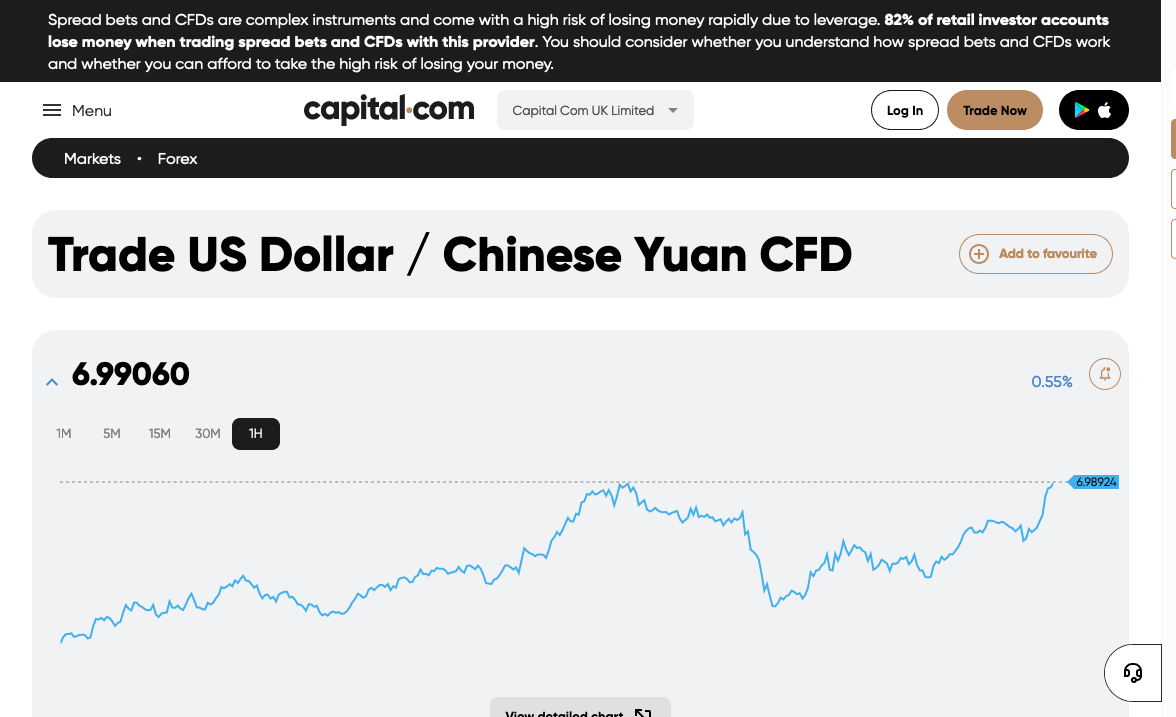 Spread bets and CFDs are complex instruments and come with a high risk of losing money rapidly due to leverage. 82% of retail investor accounts
lose money when trading spread bets and CFDs with this provider. You should consider whether you understand how spread bets and CFDs work
and whether you can afford to take the high risk of losing your money.
Menu
capital.com
Capital Com UK Limited
Log In
Trade Now
Markets • Forex
Trade US Dollar / Chinese Yuan CFD
Add to favourite
6.99060
0.55%
1M 5M 15M 30M 1H
6.98924
View detailed chart